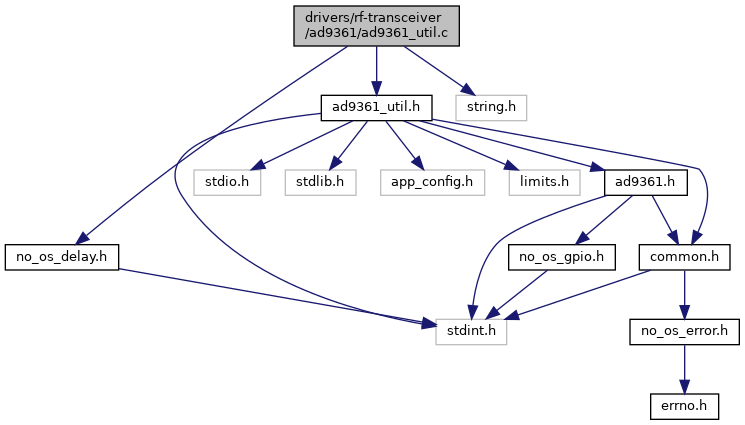 drivers/rf-transceiver
/ad9361/ad9361_util.c
ad9361_util.h
string.h
stdio.h
stdlib.h
app_config.h
limits.h
ad9361.h
no_os_delay.h
no_os_gpio.h
common.h
stdint.h
no_os_error.h
errno.h